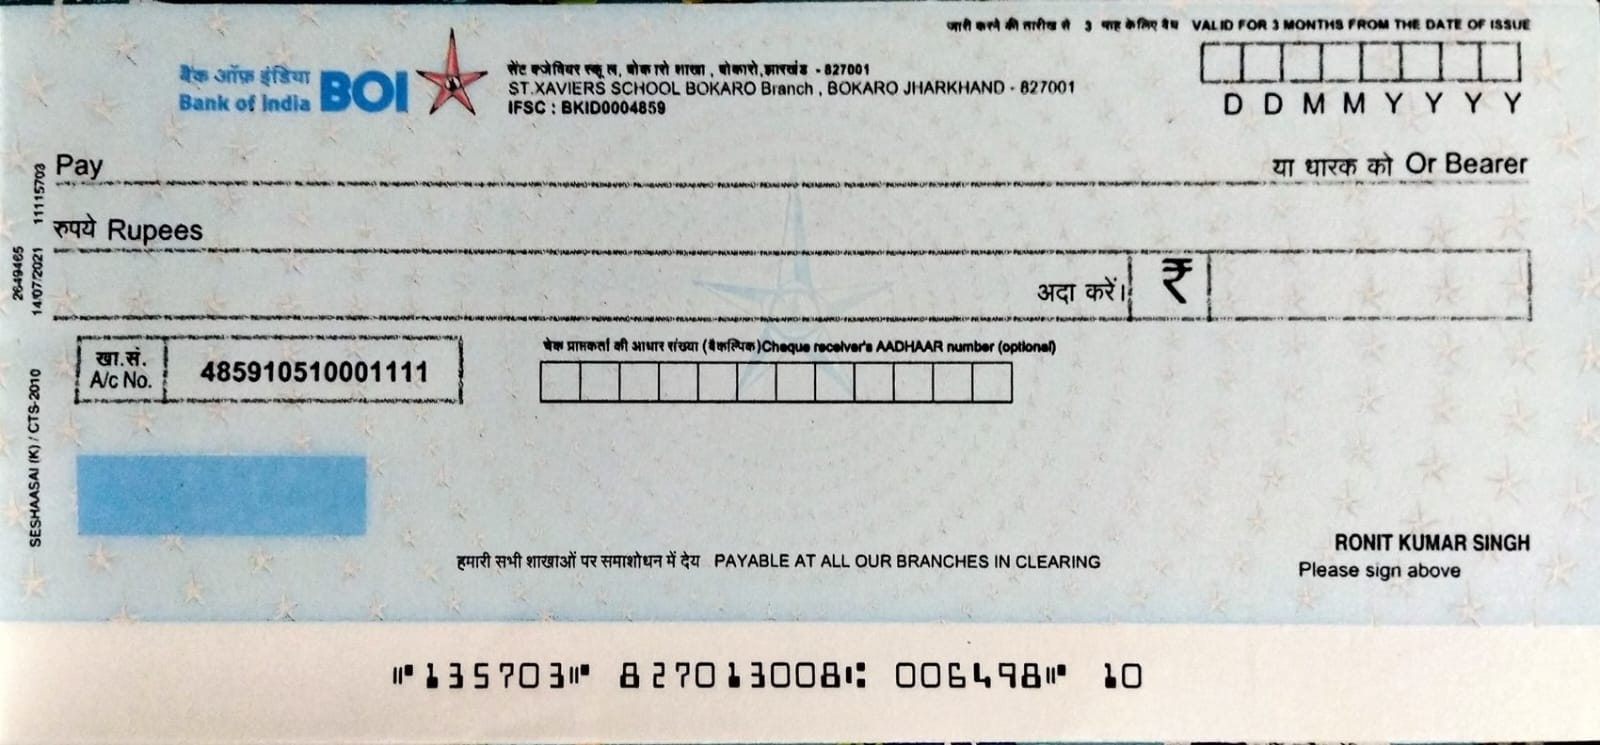 जारी करने की तारीख से 3 माह के लिए वैध VALID FOR 3 MONTHS FROM THE DATE OF ISSUE
बैंक ऑफ़ इंडिया
Bank of India BOI
सेंट क्जेवियर स्कूल, बोकारो शाखा , बोकारो,झारखंड - 827001
ST.XAVIERS SCHOOL BOKARO Branch , BOKARO JHARKHAND - 827001
IFSC : BKID0004859
D D M M Y Y Y Y
Pay या धारक को Or Bearer
रुपये Rupees
अदा करें। ₹
खा.सं.
A/c No. 485910510001111
चेक प्राप्तकर्ता की आधार संख्या (वैकल्पिक)Cheque receiver's AADHAAR number (optional)
RONIT KUMAR SINGH
Please sign above
हमारी सभी शाखाओं पर समाशोधन में देय PAYABLE AT ALL OUR BRANCHES IN CLEARING
⑈135703⑈ 827013008⑆ 006498⑈ 10
2649465
14/07/2021 11115703
SESHAASAI (K) / CTS-2010